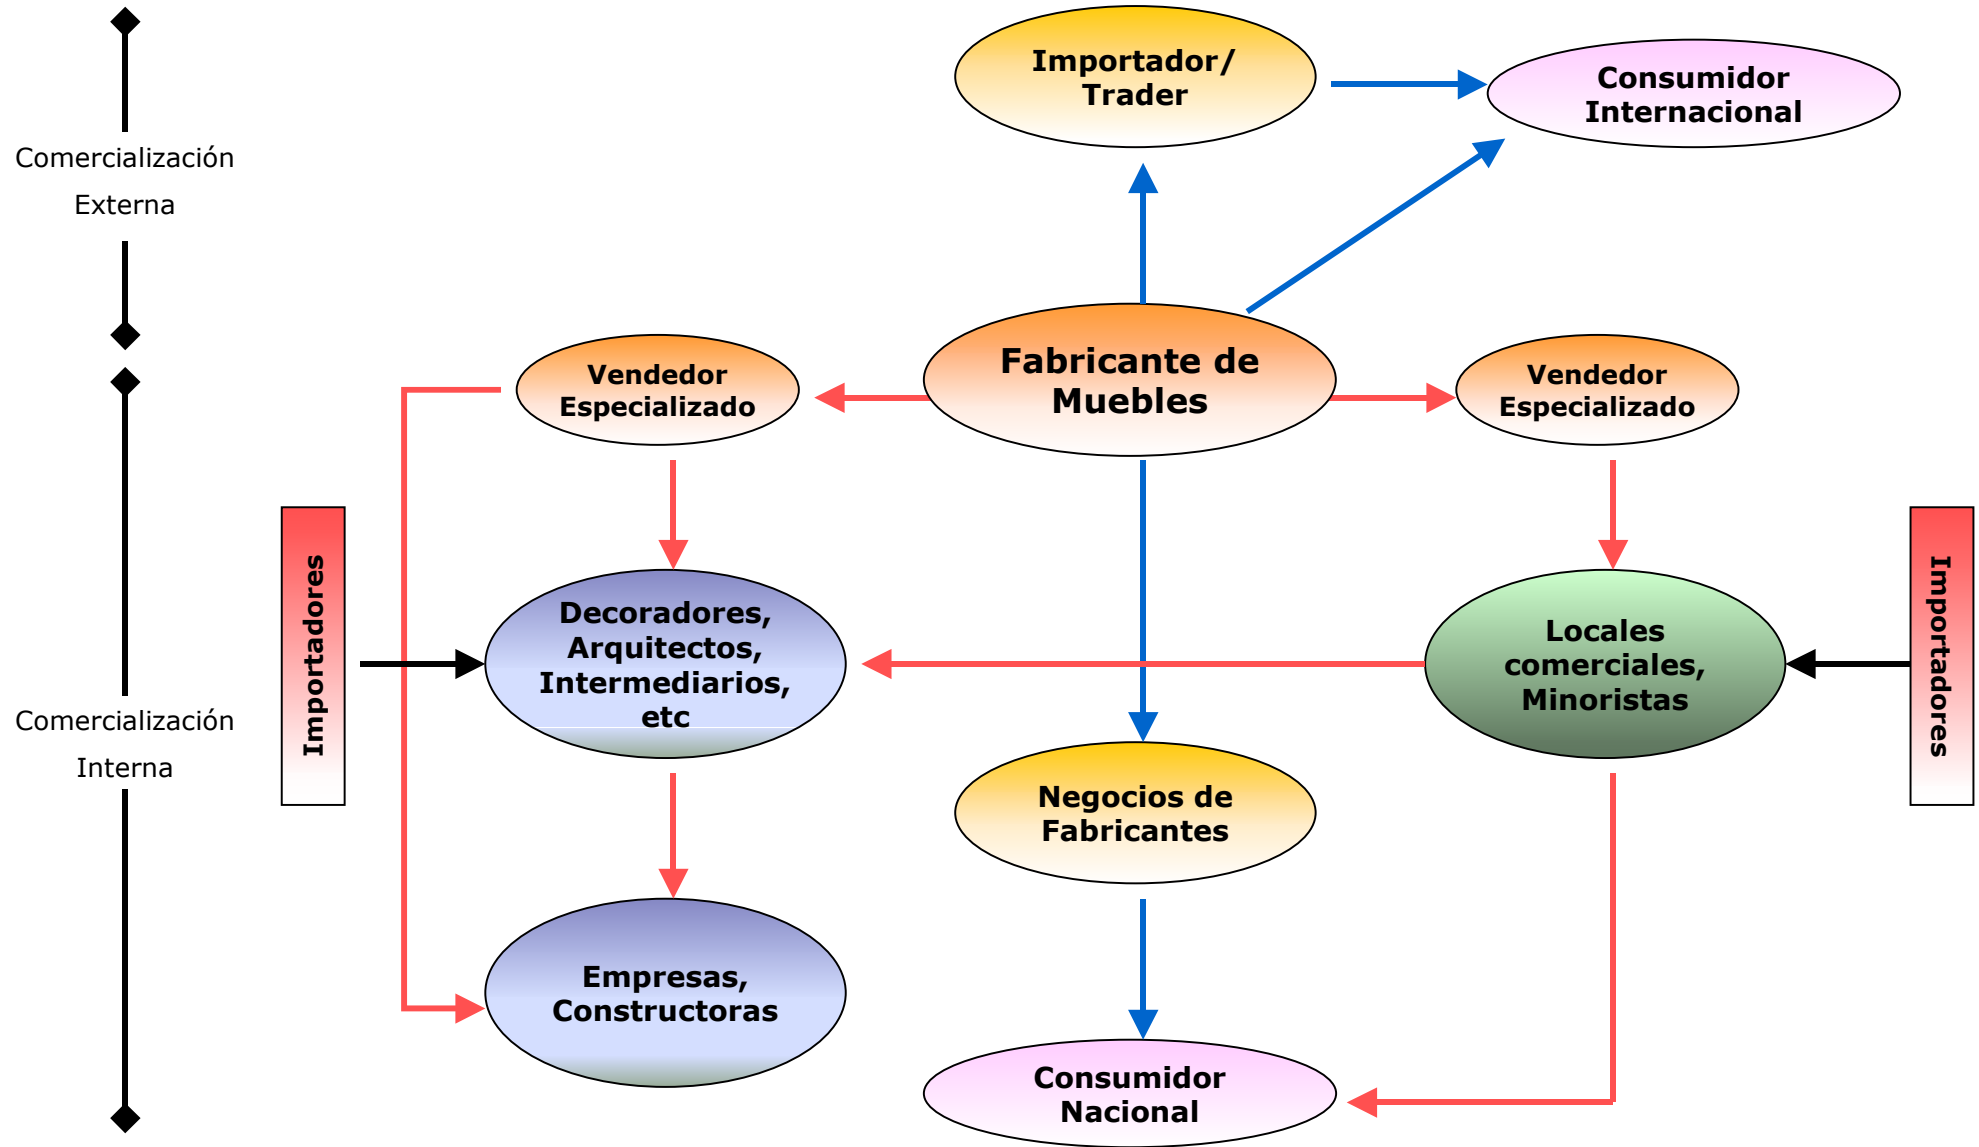 Importador/
Trader
Consumidor
Internacional
Comercialización
Externa
Fabricante de
Muebles
Vendedor
Especializado
Vendedor
Especializado
Importadores
Decoradores,
Arquitectos,
Intermediarios,
etc
Locales
comerciales,
Minoristas
Importadores
Comercialización
Interna
Negocios de
Fabricantes
Empresas,
Constructoras
Consumidor
Nacional